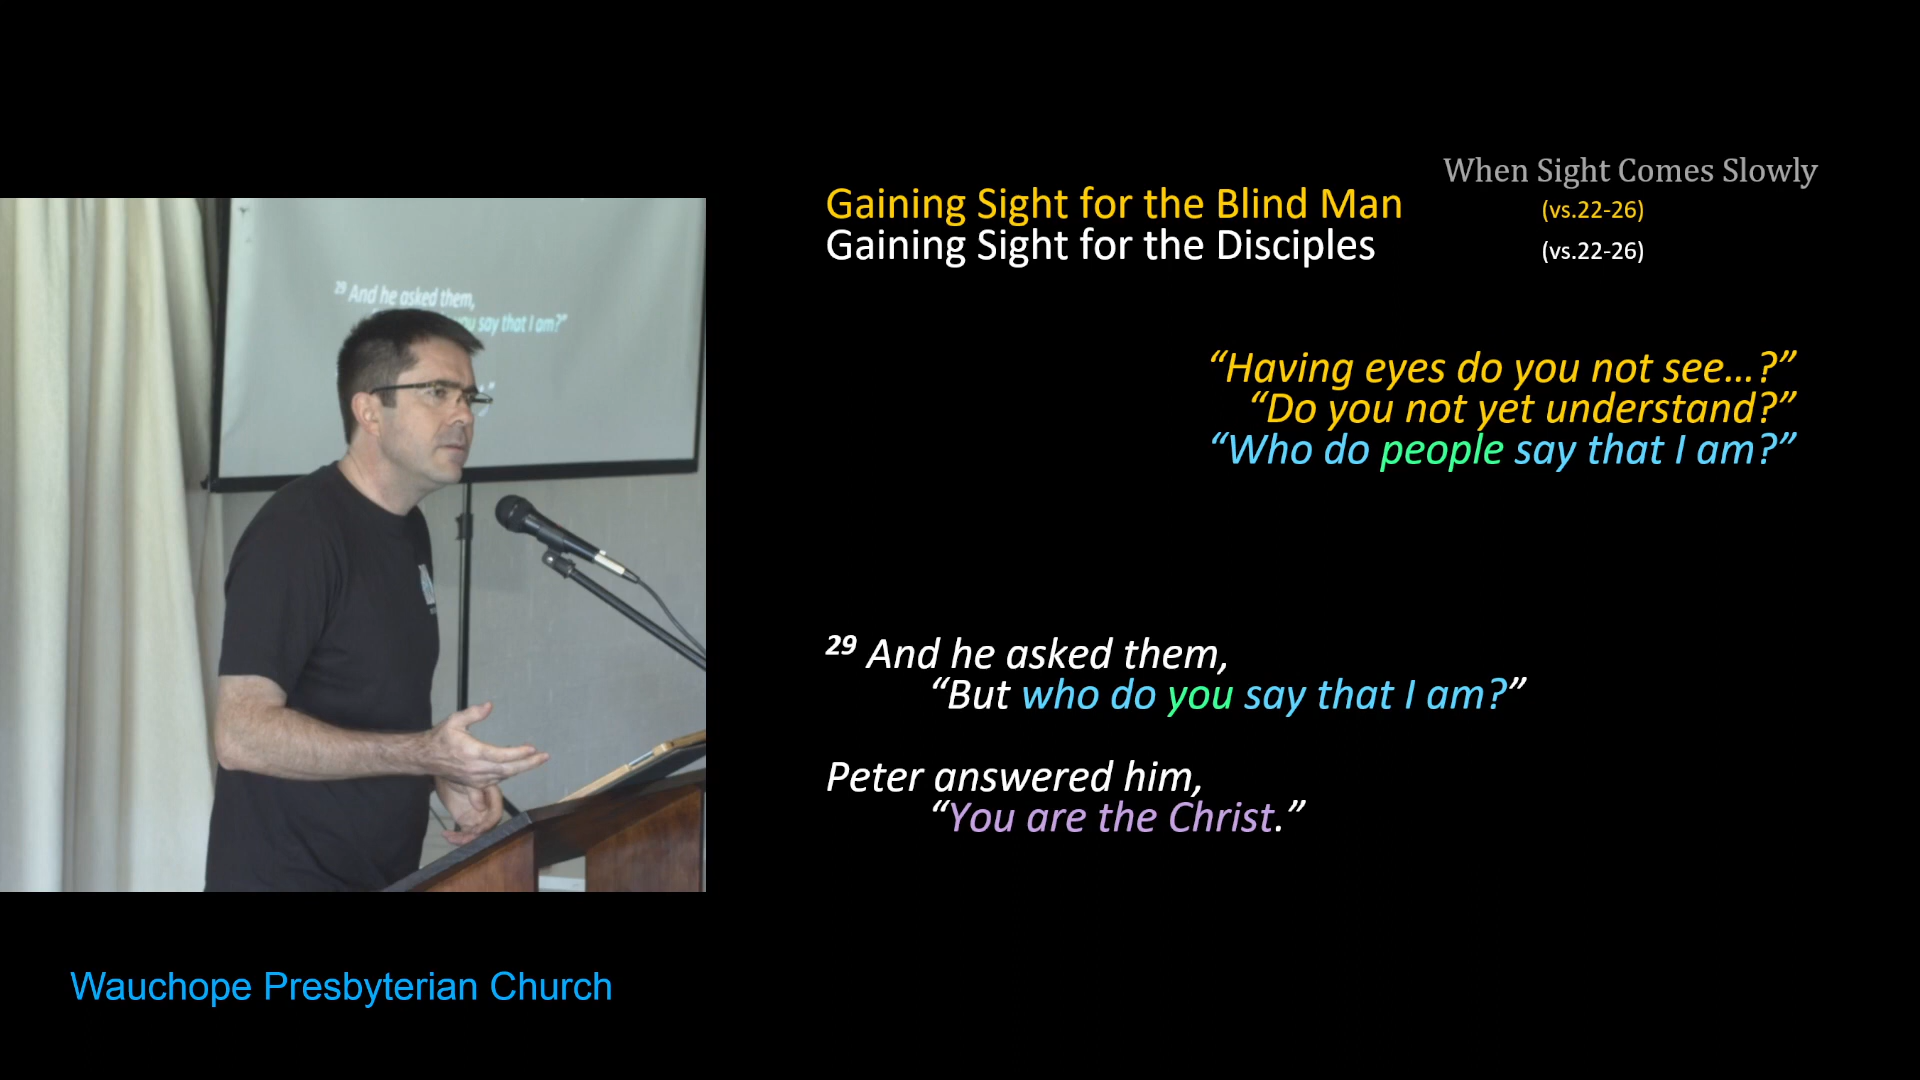 When Sight Comes Slowly
Gaining Sight for the Blind Man (vs.22-26)
Gaining Sight for the Disciples (vs.22-26)
“Having eyes do you not see...?”
“Do you not yet understand?”
“Who do people say that I am?”
29 And he asked them,
“But who do you say that I am?”
Peter answered him,
“You are the Christ.”
29 And he asked them,
you say that I am?”
Wauchope Presbyterian Church